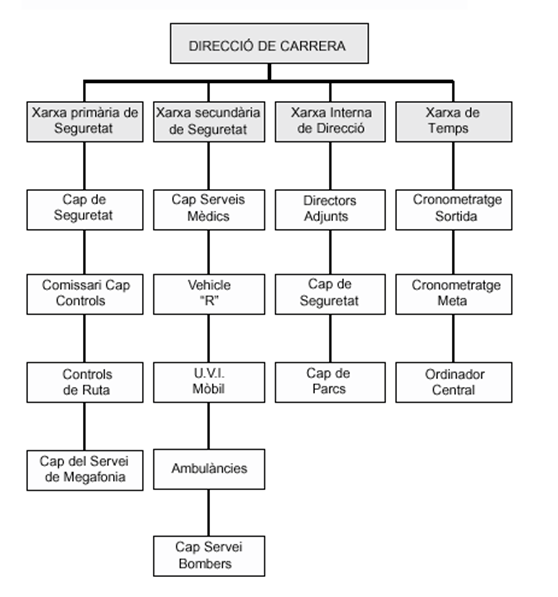 DIRECCIÓ DE CARRERA
Xarxa primària de
Seguretat
Xarxa secundària
de Seguretat
Xarxa Interna
de Direcció
Xarxa de
Temps
Cap de
Seguretat
Cap Serveis
Mèdics
Directors
Adjunts
Cronometratge
Sortida
Comissari Cap
Controls
Vehicle
“R”
Cap de
Seguretat
Cronometratge
Meta
Controls
de Ruta
U.V.I.
Mòbil
Cap de
Parcs
Ordinador
Central
Cap del Servei
de Megafonia
Ambulàncies
Cap Servei
Bombers